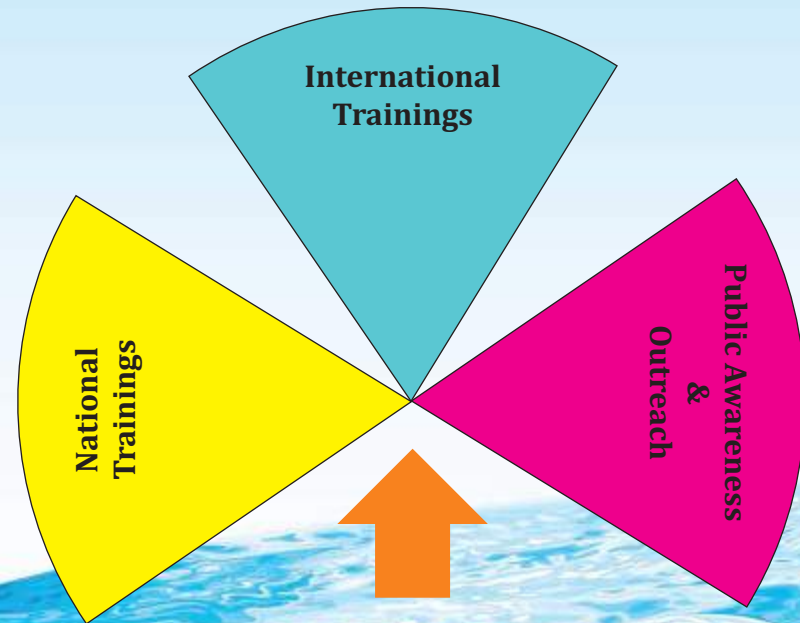 International
Trainings
National
Trainings
Public Awareness
&
Outreach